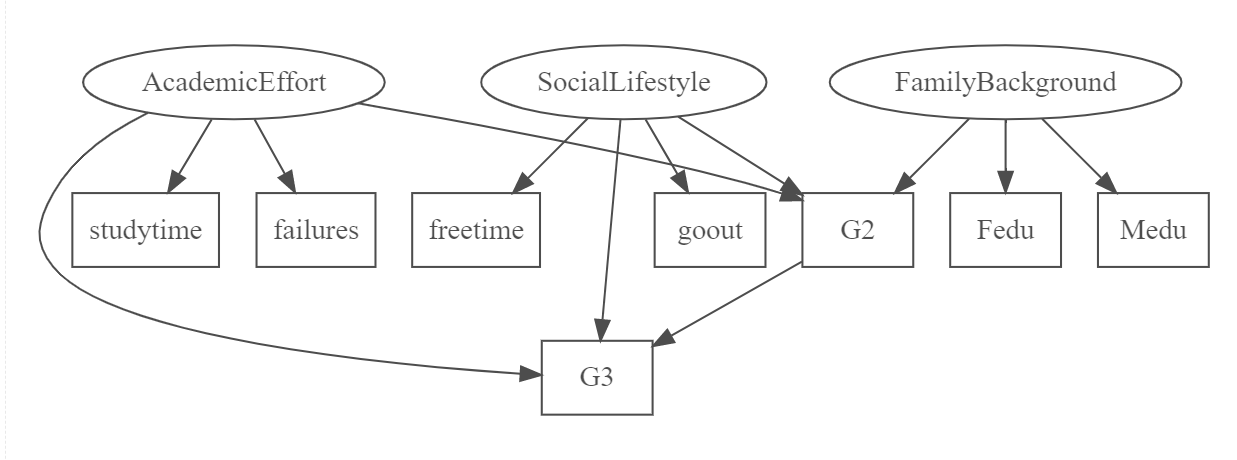 AcademicEffort
SocialLifestyle
FamilyBackground
studytime
failures
freetime
goout
G2
Fedu
Medu
G3